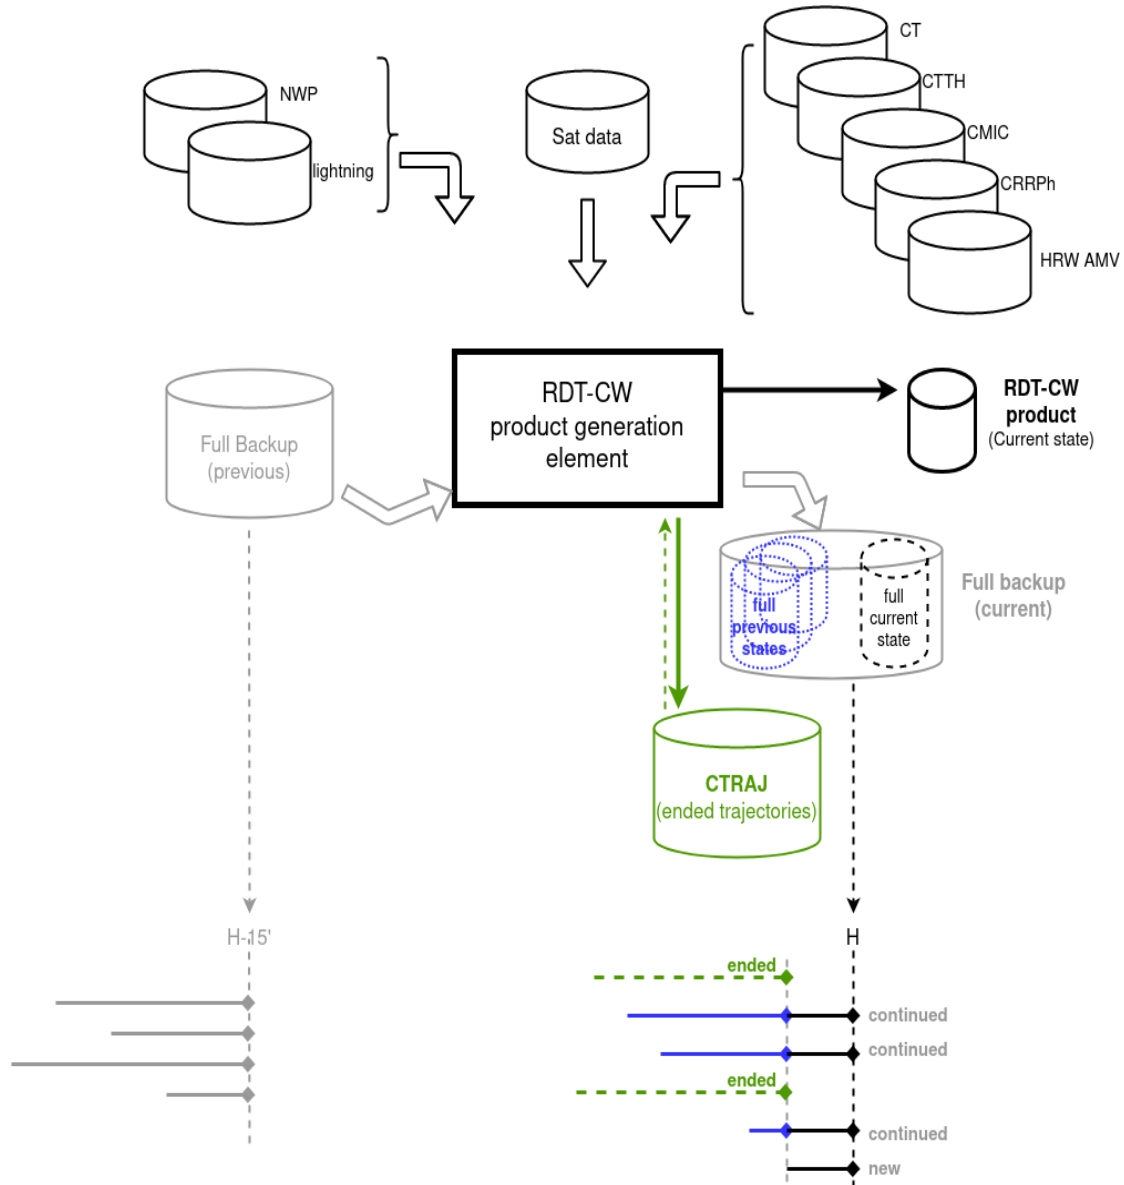 CT
NWP
CTTH
Sat data
CMIC
lightning
CRRPh
HRW AMV
RDT-CW
product generation
element
RDT-CW
product
(Current state)
Full Backup
(previous)
Full backup
(current)
full
previous
states
full
current
state
CTRAJ
(ended trajectories)
H-15'
H
ended
continued
continued
ended
continued
new